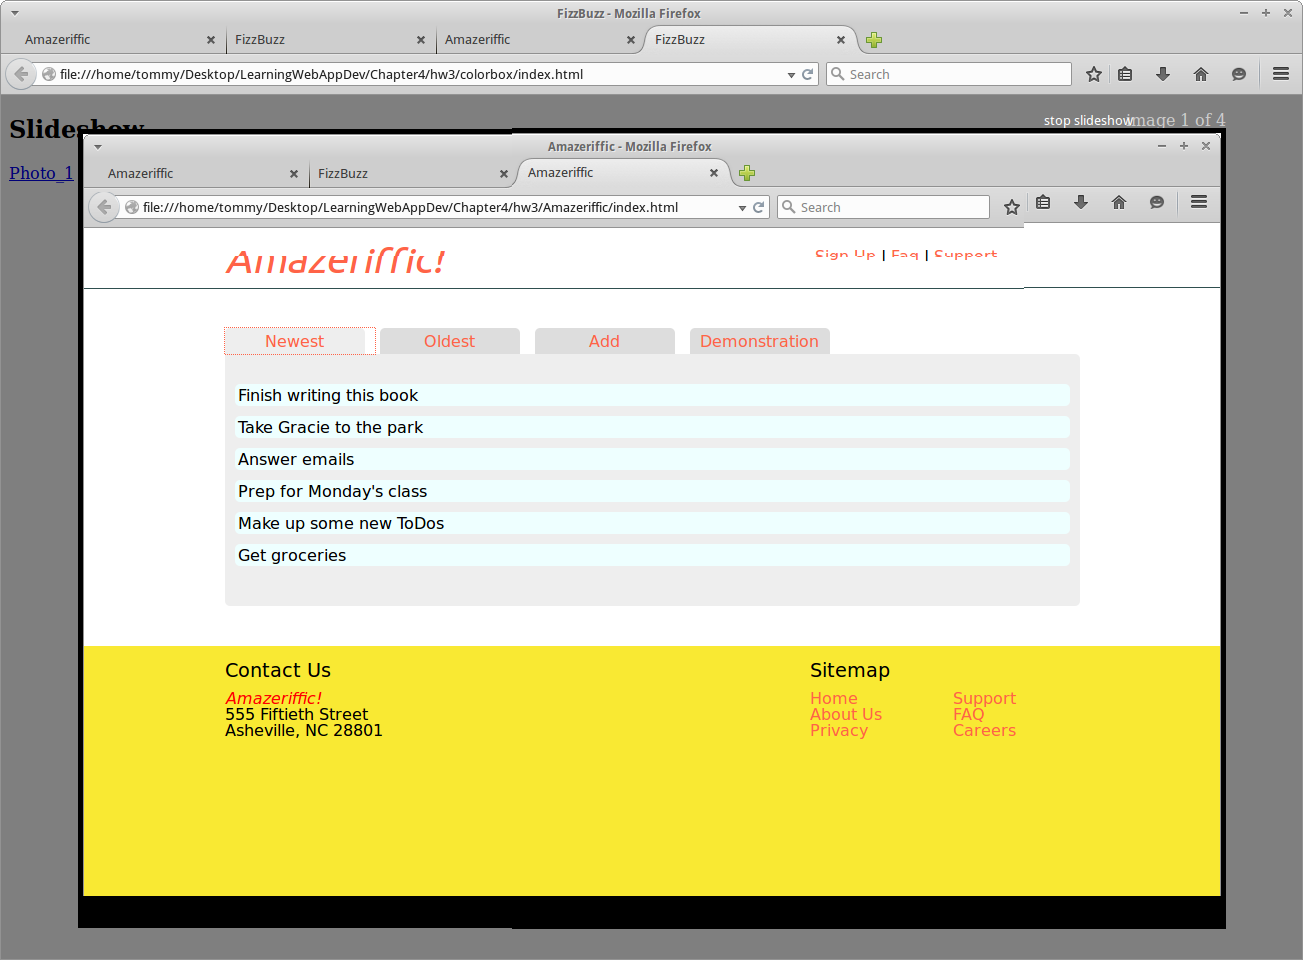 FizzBuzz - Mozilla Firefox
Amazeriffic FizzBuzz Amazeriffic FizzBuzz
file:///home/tommy/Desktop/LearningWebAppDev/Chapter4/hw3/colorbox/index.html Search
Slideshow
stop slideshow image 1 of 4
Photo_1
Amazeriffic - Mozilla Firefox
Amazeriffic FizzBuzz Amazeriffic
file:///home/tommy/Desktop/LearningWebAppDev/Chapter4/hw3/Amazeriffic/index.html Search
Amazeriffic!
Sign Up | Faq | Support
Newest Oldest Add Demonstration
Finish writing this book
Take Gracie to the park
Answer emails
Prep for Monday's class
Make up some new ToDos
Get groceries
Contact Us Sitemap
Amazeriffic! Home Support
555 Fiftieth Street About Us FAQ
Asheville, NC 28801 Privacy Careers